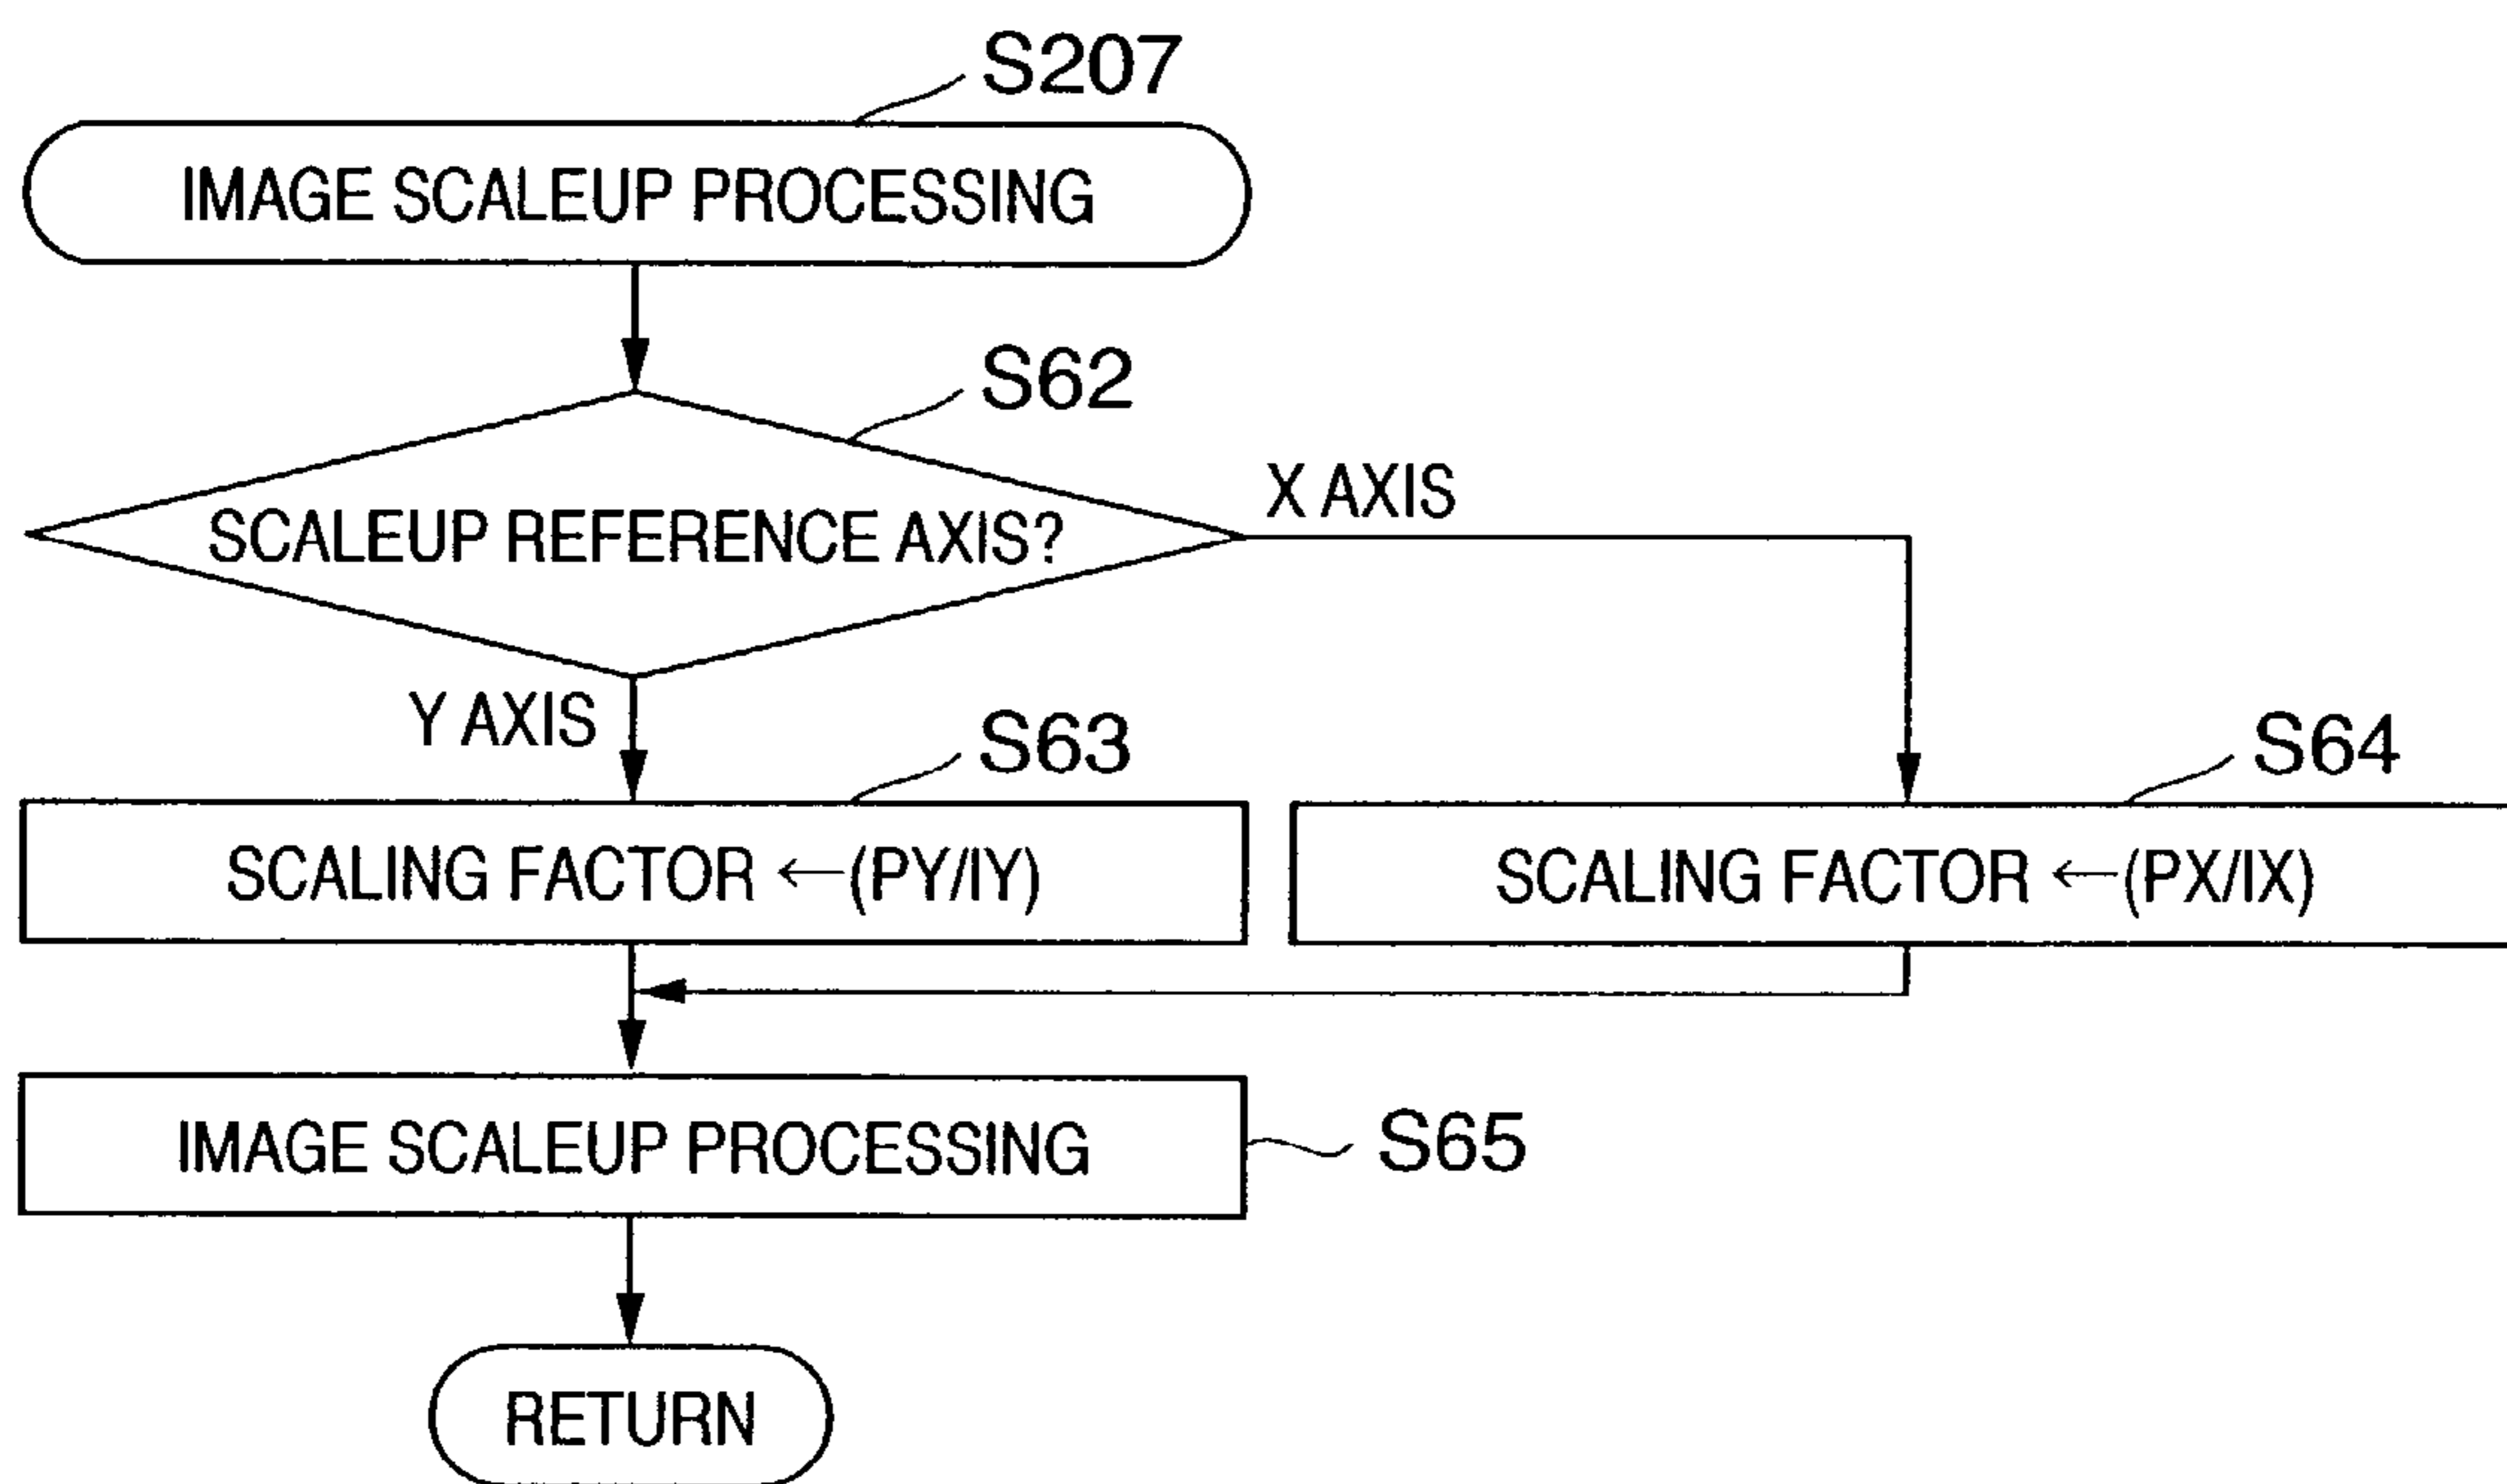 S207
IMAGE SCALEUP PROCESSING
S62
SCALEUP REFERENCE AXIS?
X AXIS
Y AXIS
S63
SCALING FACTOR ←(PY/IY)
S64
SCALING FACTOR ←(PX/IX)
IMAGE SCALEUP PROCESSING
S65
RETURN